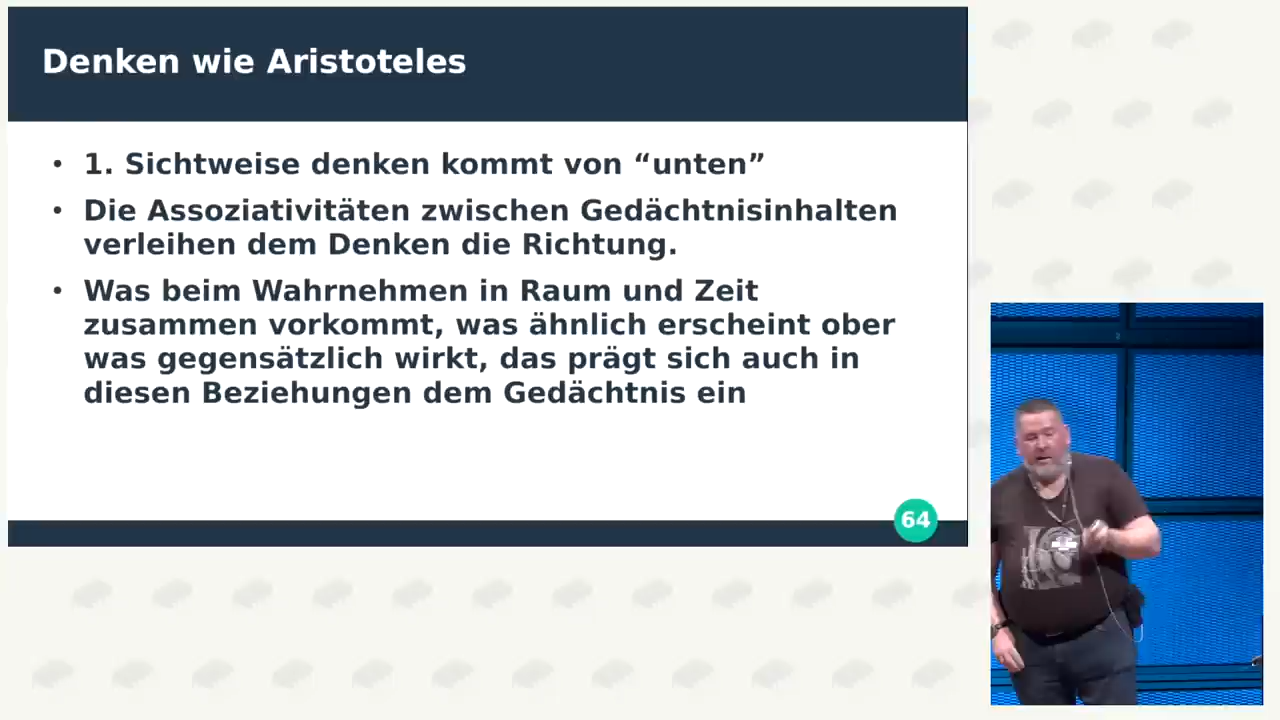 Denken wie Aristoteles
• 1. Sichtweise denken kommt von “unten”
• Die Assoziativitäten zwischen Gedächtnisinhalten
verleihen dem Denken die Richtung.
• Was beim Wahrnehmen in Raum und Zeit
zusammen vorkommt, was ähnlich erscheint ober
was gegensätzlich wirkt, das prägt sich auch in
diesen Beziehungen dem Gedächtnis ein
64